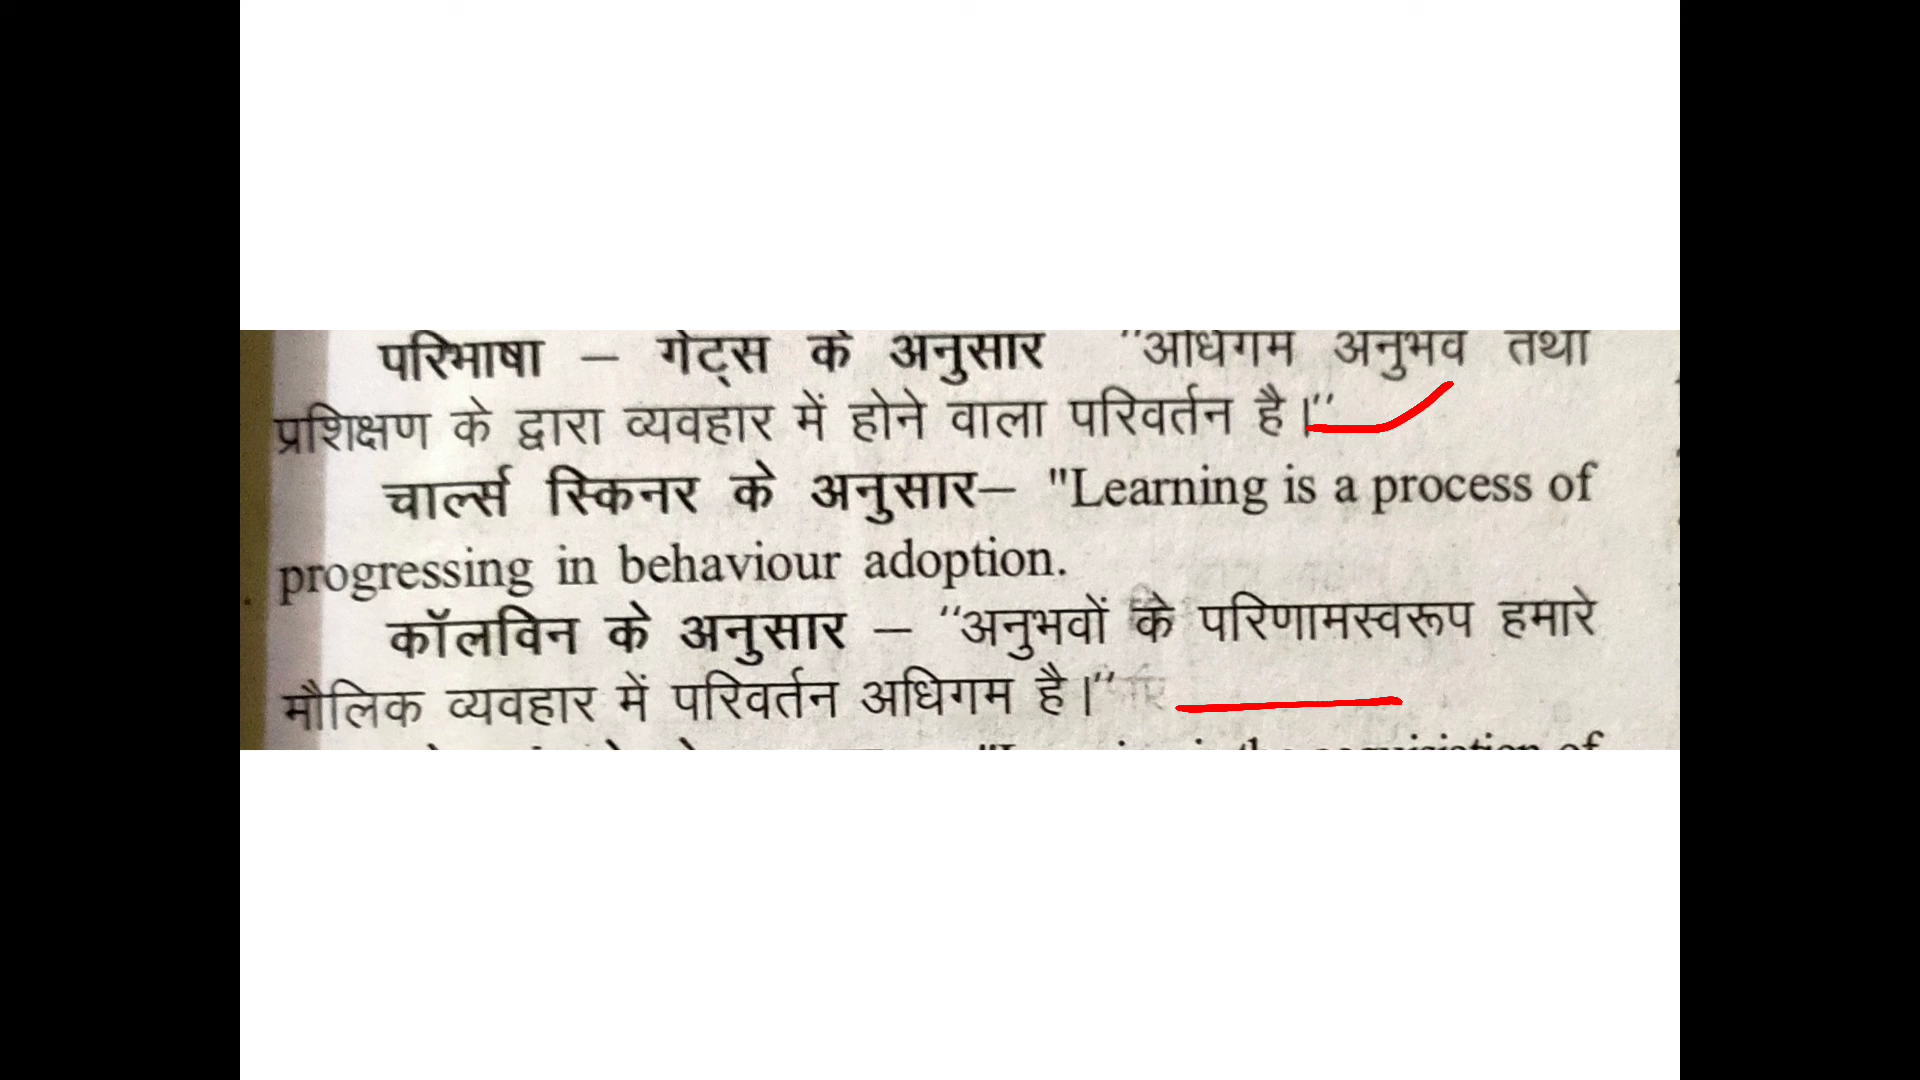 परिभाषा – गेट्स के अनुसार "अधिगम अनुभव तथा
प्रशिक्षण के द्वारा व्यवहार में होने वाला परिवर्तन है।"
चार्ल्स स्किनर के अनुसार– "Learning is a process of
progressing in behaviour adoption.
कॉलविन के अनुसार – "अनुभवों के परिणामस्वरूप हमारे
मौलिक व्यवहार में परिवर्तन अधिगम है।"